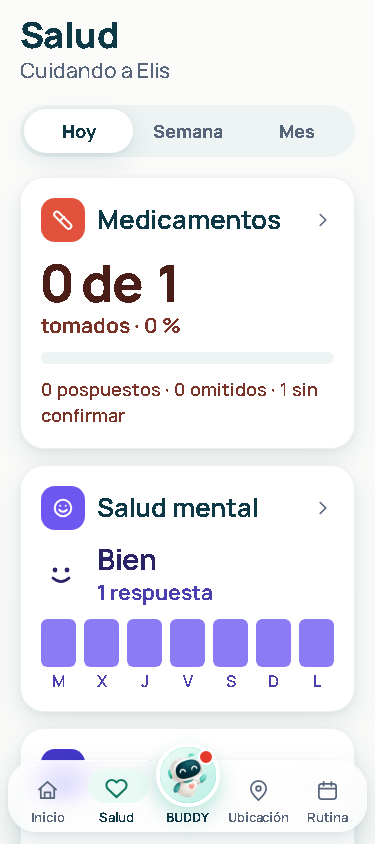 Salud
Cuidando a Elis
Hoy
Semana
Mes
Medicamentos
0 de 1
tomados · 0 %
0 pospuestos · 0 omitidos · 1 sin
confirmar
Salud mental
Bien
1 respuesta
M X J V S D L
Inicio
Salud
BUDDY
Ubicación
Rutina